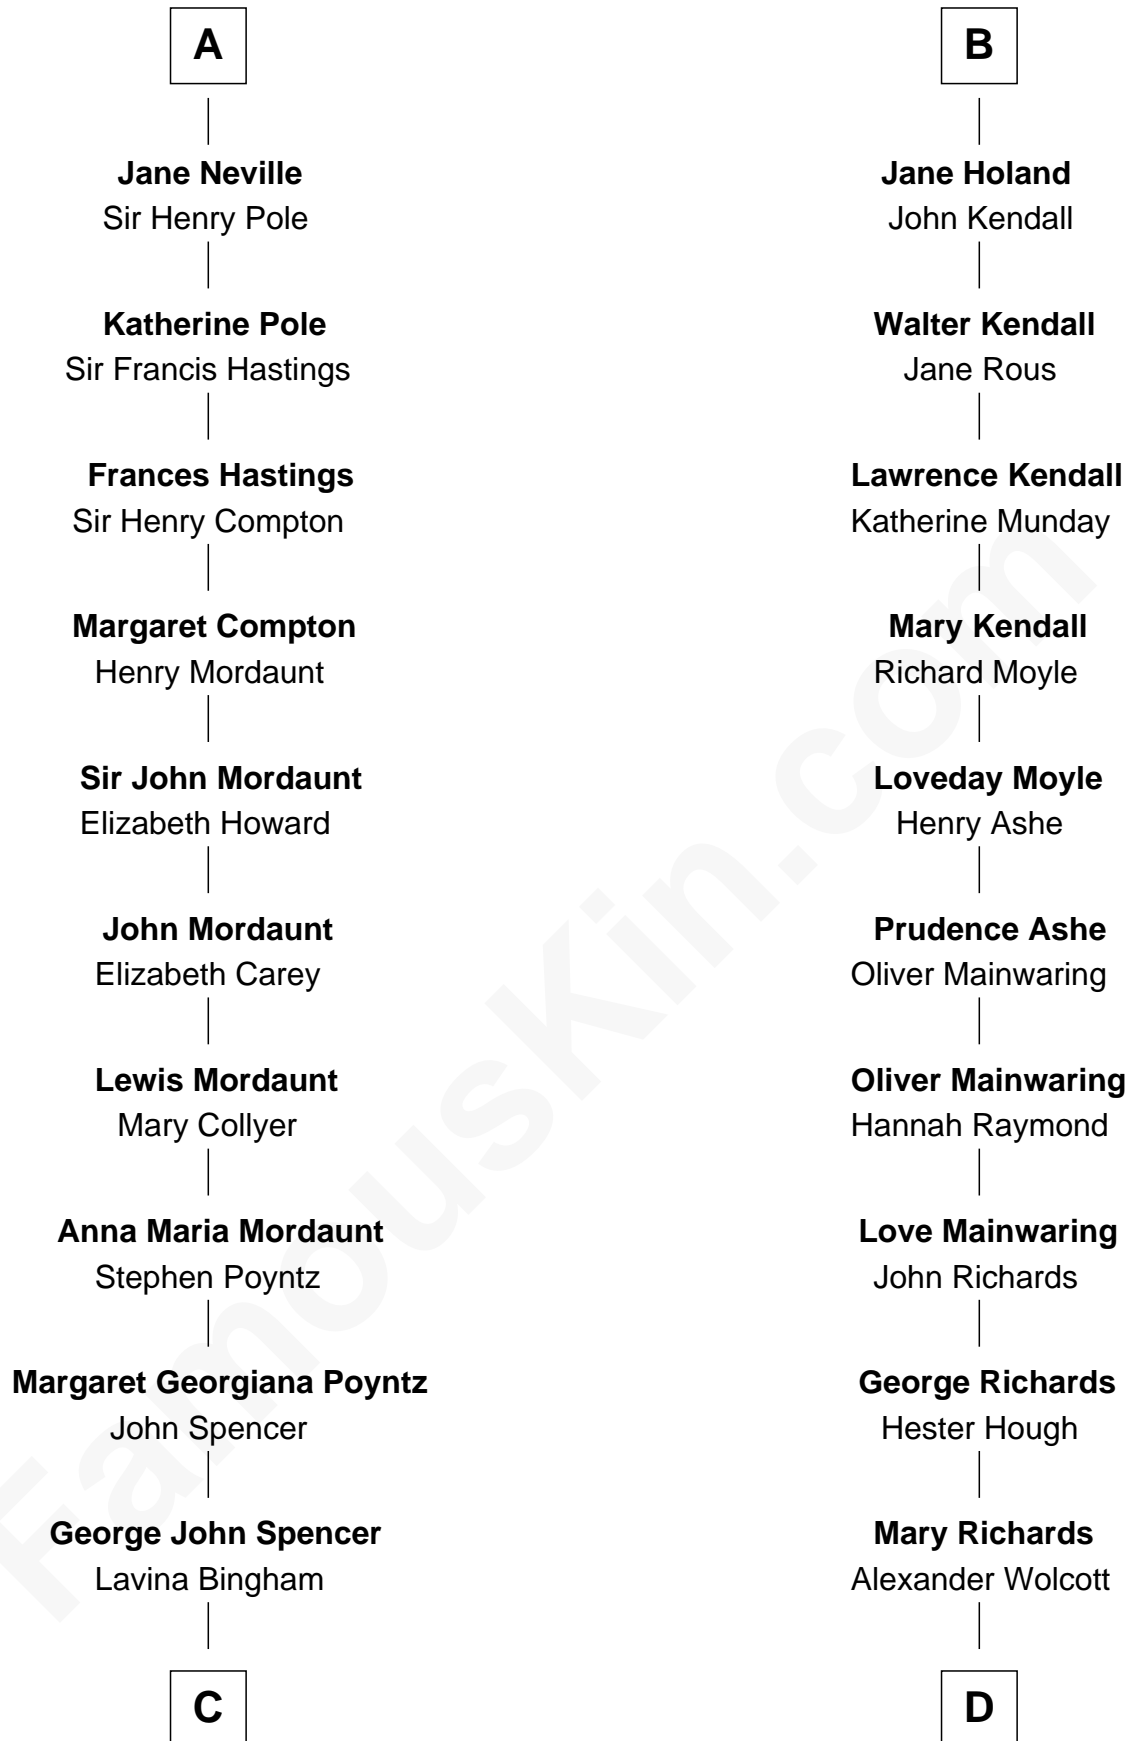 A
Jane Neville
Sir Henry Pole
Katherine Pole
Sir Francis Hastings
Frances Hastings
Sir Henry Compton
Margaret Compton
Henry Mordaunt
Sir John Mordaunt
Elizabeth Howard
John Mordaunt
Elizabeth Carey
Lewis Mordaunt
Mary Collyer
Anna Maria Mordaunt
Stephen Poyntz
Margaret Georgiana Poyntz
John Spencer
George John Spencer
Lavina Bingham
C
B
Jane Holand
John Kendall
Walter Kendall
Jane Rous
Lawrence Kendall
Katherine Munday
Mary Kendall
Richard Moyle
Loveday Moyle
Henry Ashe
Prudence Ashe
Oliver Mainwaring
Oliver Mainwaring
Hannah Raymond
Love Mainwaring
John Richards
George Richards
Hester Hough
Mary Richards
Alexander Wolcott
D
FamousKin.com